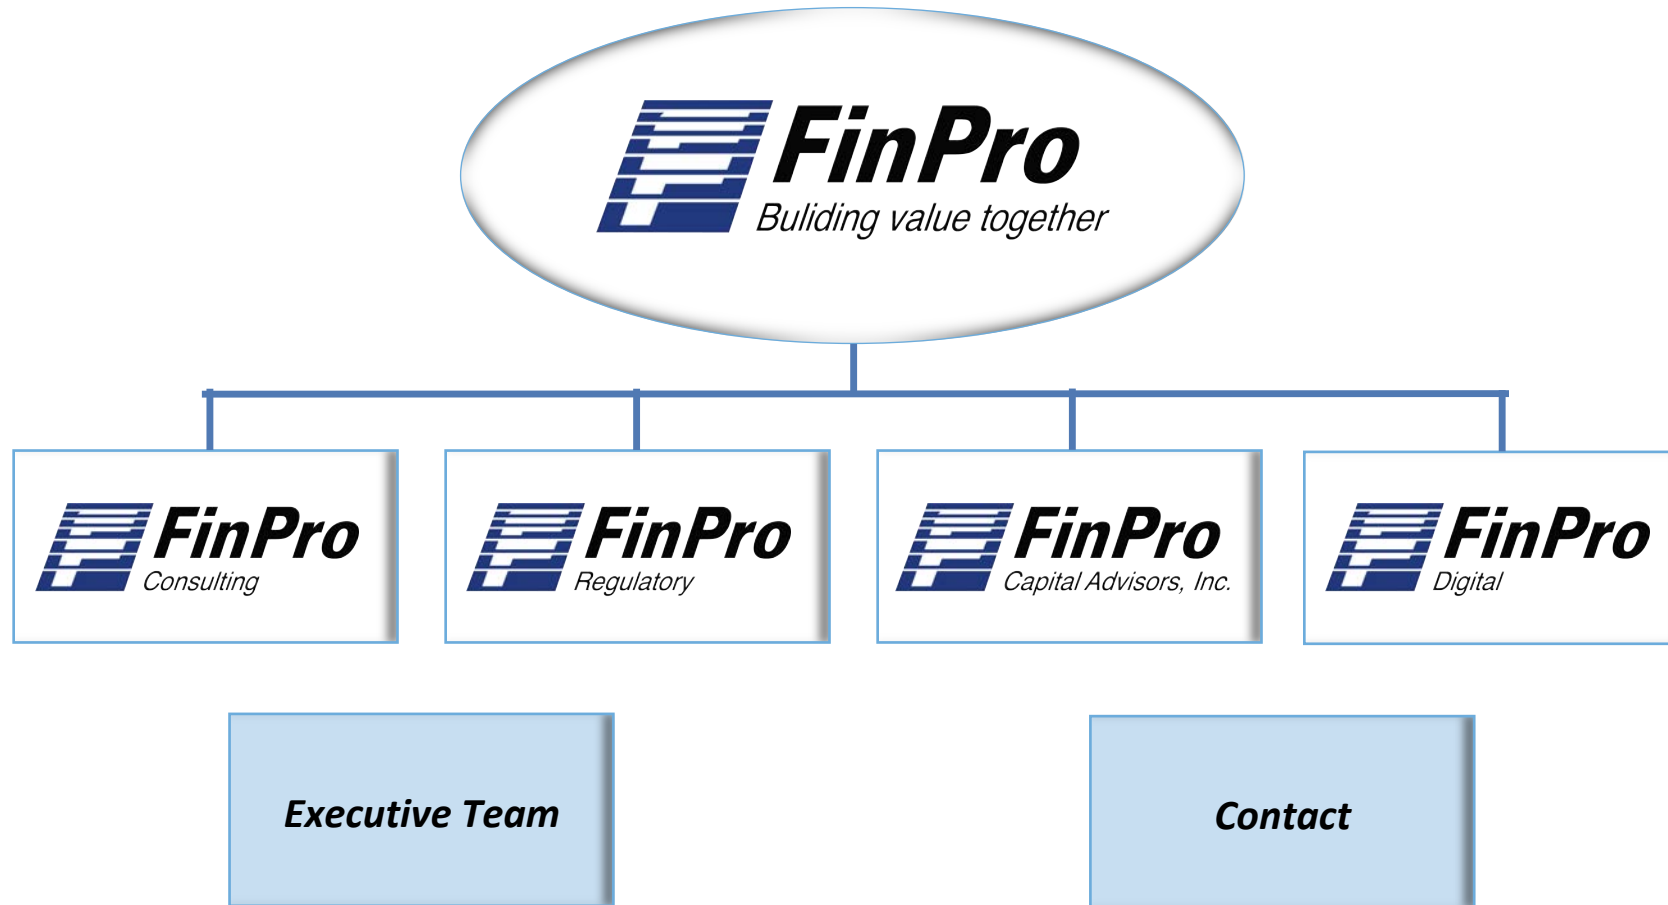 FinPro
Buliding value together
FinPro
Consulting
FinPro
Regulatory
FinPro
Capital Advisors, Inc.
FinPro
Digital
Executive Team
Contact